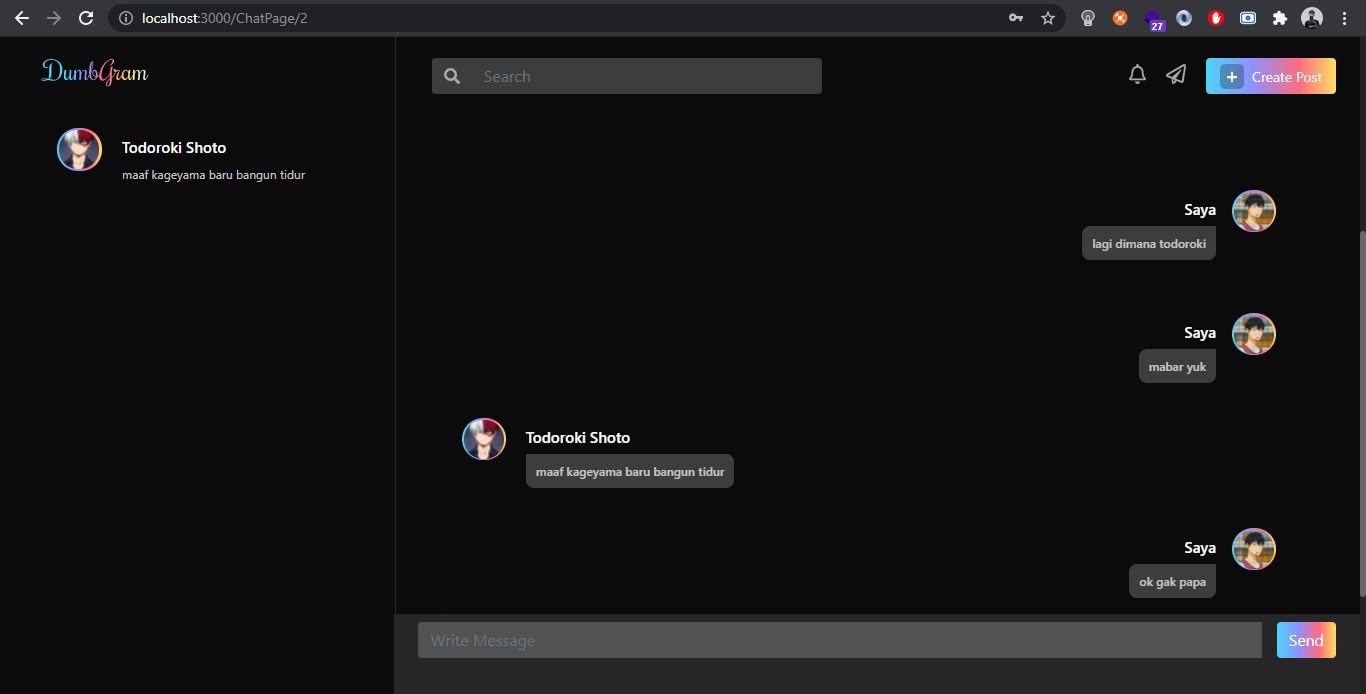 localhost:3000/ChatPage/2
27
DumbGram
Search
Create Post
Todoroki Shoto
maaf kageyama baru bangun tidur
Saya
lagi dimana todoroki
Saya
mabar yuk
Todoroki Shoto
maaf kageyama baru bangun tidur
Saya
ok gak papa
Write Message
Send